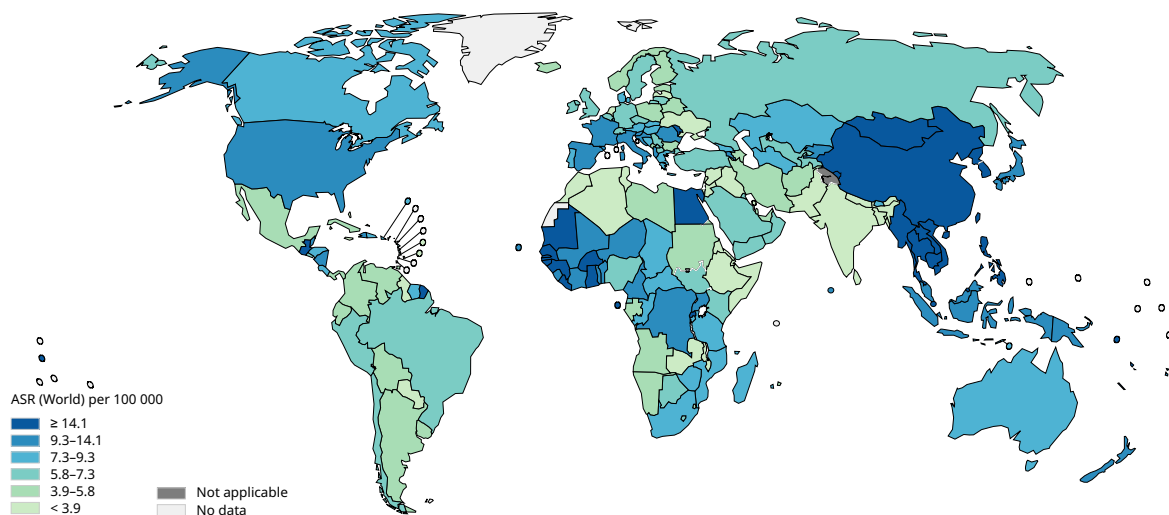 ASR (World) per 100 000
≥ 14.1
9.3–14.1
7.3–9.3
5.8–7.3
3.9–5.8
< 3.9
Not applicable
No data